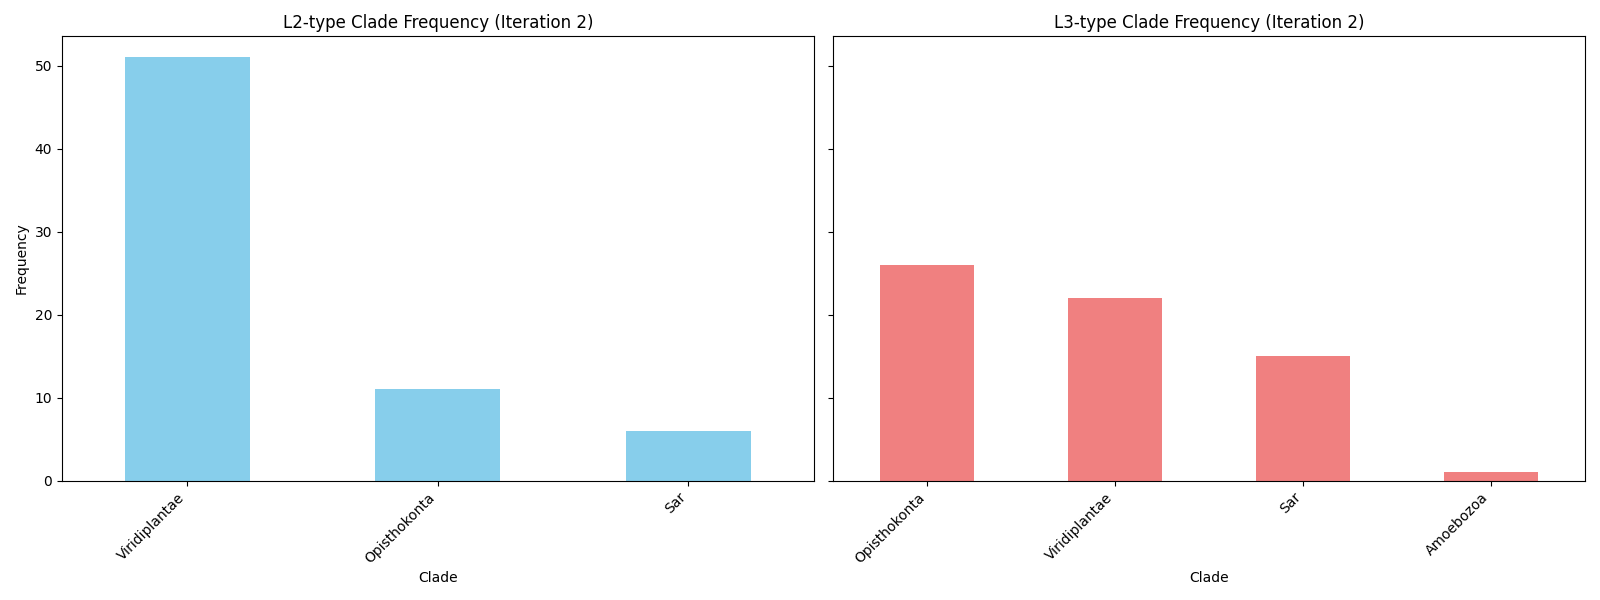 L2-type Clade Frequency (Iteration 2)
Frequency
50
40
30
20
10
0
Viridiplantae
Opisthokonta
Sar
Clade
L3-type Clade Frequency (Iteration 2)
Opisthokonta
Viridiplantae
Sar
Amoebozoa
Clade